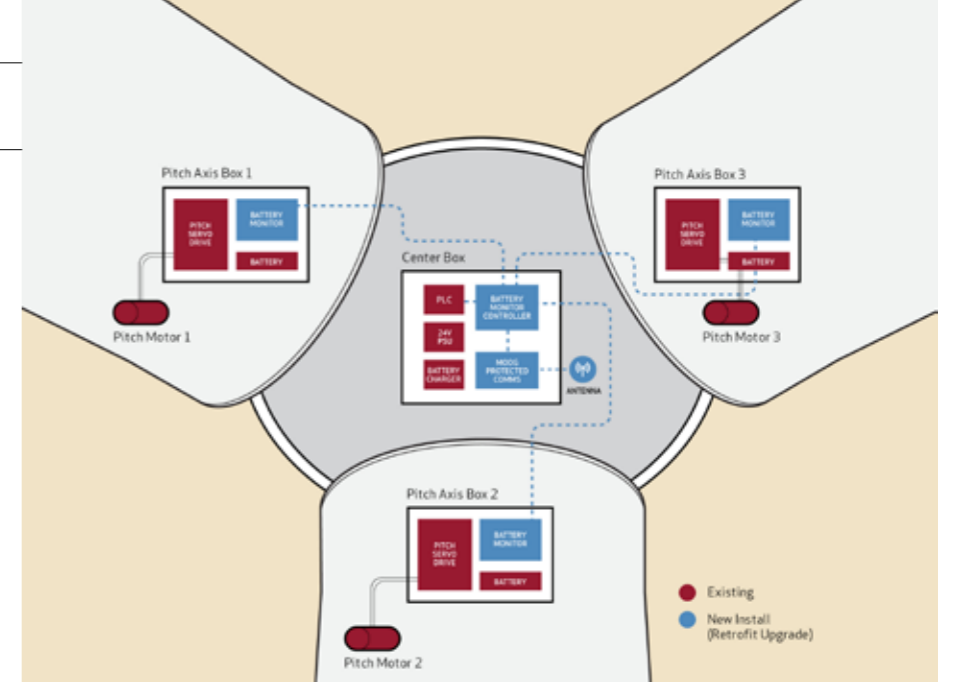 Pitch Axis Box 1
PITCH
SERVO
DRIVE
BATTERY
MONITOR
BATTERY
Pitch Motor 1
Pitch Axis Box 3
PITCH
SERVO
DRIVE
BATTERY
MONITOR
BATTERY
Pitch Motor 3
Center Box
PLC
BATTERY
MONITOR
CONTROLLER
24V
PSU
BATTERY
CHARGER
MOOG
PROTECTED
COMMS
ANTENNA
Pitch Axis Box 2
PITCH
SERVO
DRIVE
BATTERY
MONITOR
BATTERY
Pitch Motor 2
Existing
New Install
(Retrofit Upgrade)